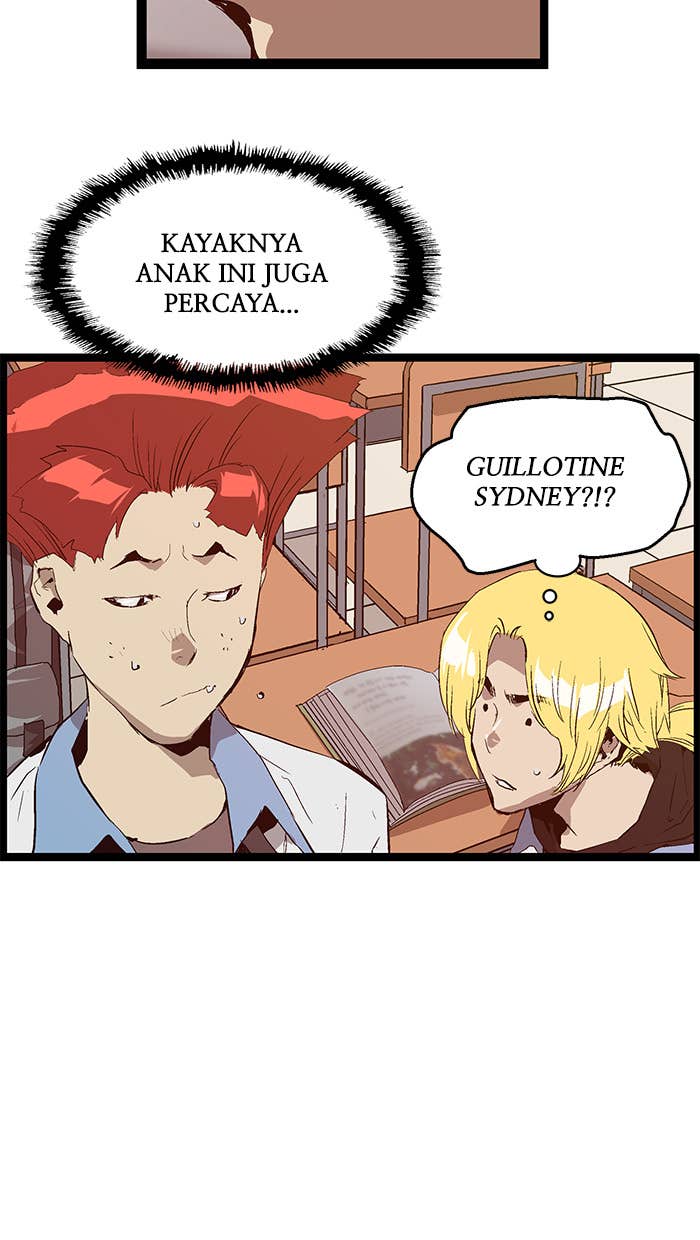 KAYAKNYA
ANAK INI JUGA
PERCAYA...
GUILLOTINE
SYDNEY?!?